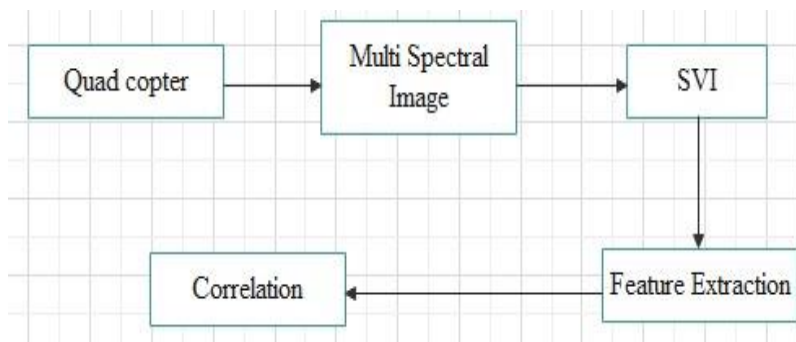 Quad copter
Multi Spectral
Image
SVI
Feature Extraction
Correlation